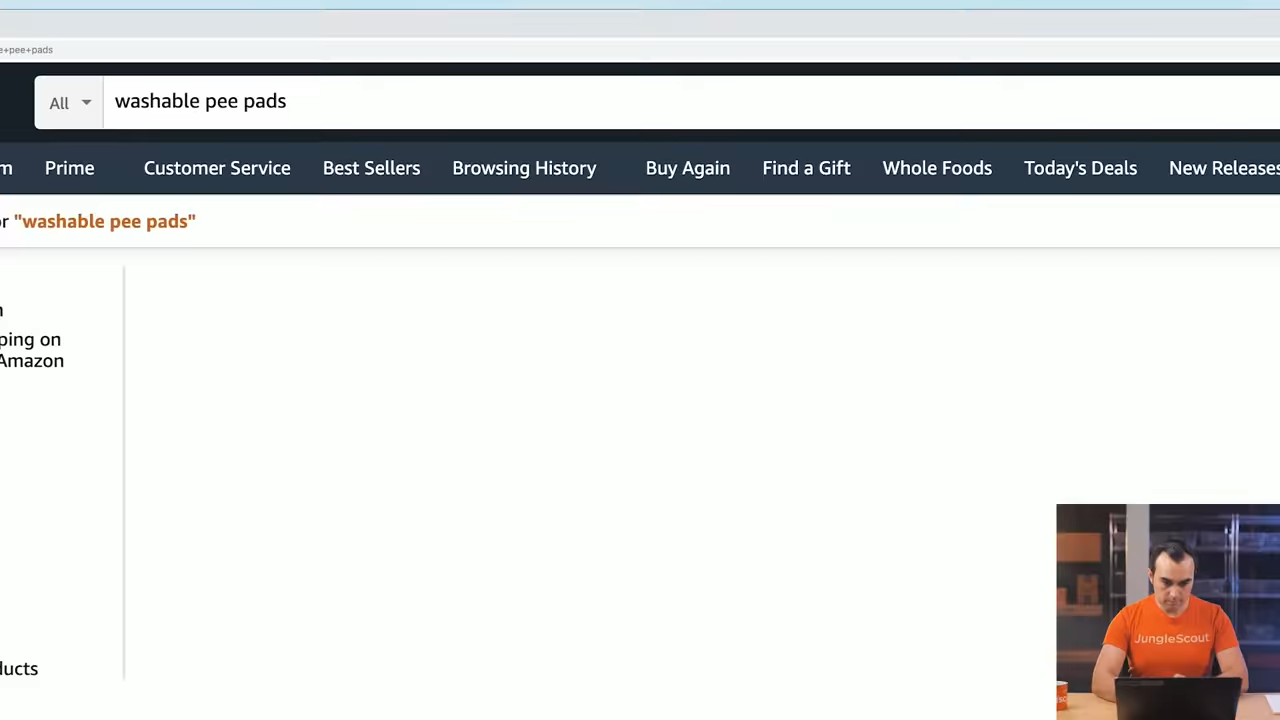 e+pee+pads
All
washable pee pads
m Prime Customer Service Best Sellers Browsing History Buy Again Find a Gift Whole Foods Today's Deals New Releases
or "washable pee pads"
n
ping on
Amazon
ducts
JungleScout